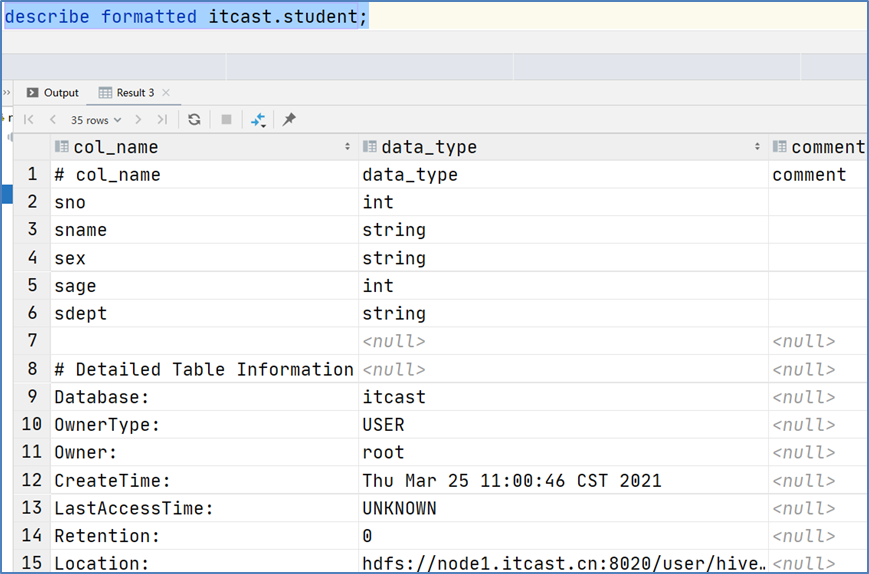 describe formatted itcast.student;
Output Result 3
35 rows
col_name data_type comment
1 # col_name data_type comment
2 sno int
3 sname string
4 sex string
5 sage int
6 sdept string
7 <null> <null>
8 # Detailed Table Information <null> <null>
9 Database: itcast <null>
10 OwnerType: USER <null>
11 Owner: root <null>
12 CreateTime: Thu Mar 25 11:00:46 CST 2021 <null>
13 LastAccessTime: UNKNOWN <null>
14 Retention: 0 <null>
15 Location: hdfs://node1.itcast.cn:8020/user/hive… <null>